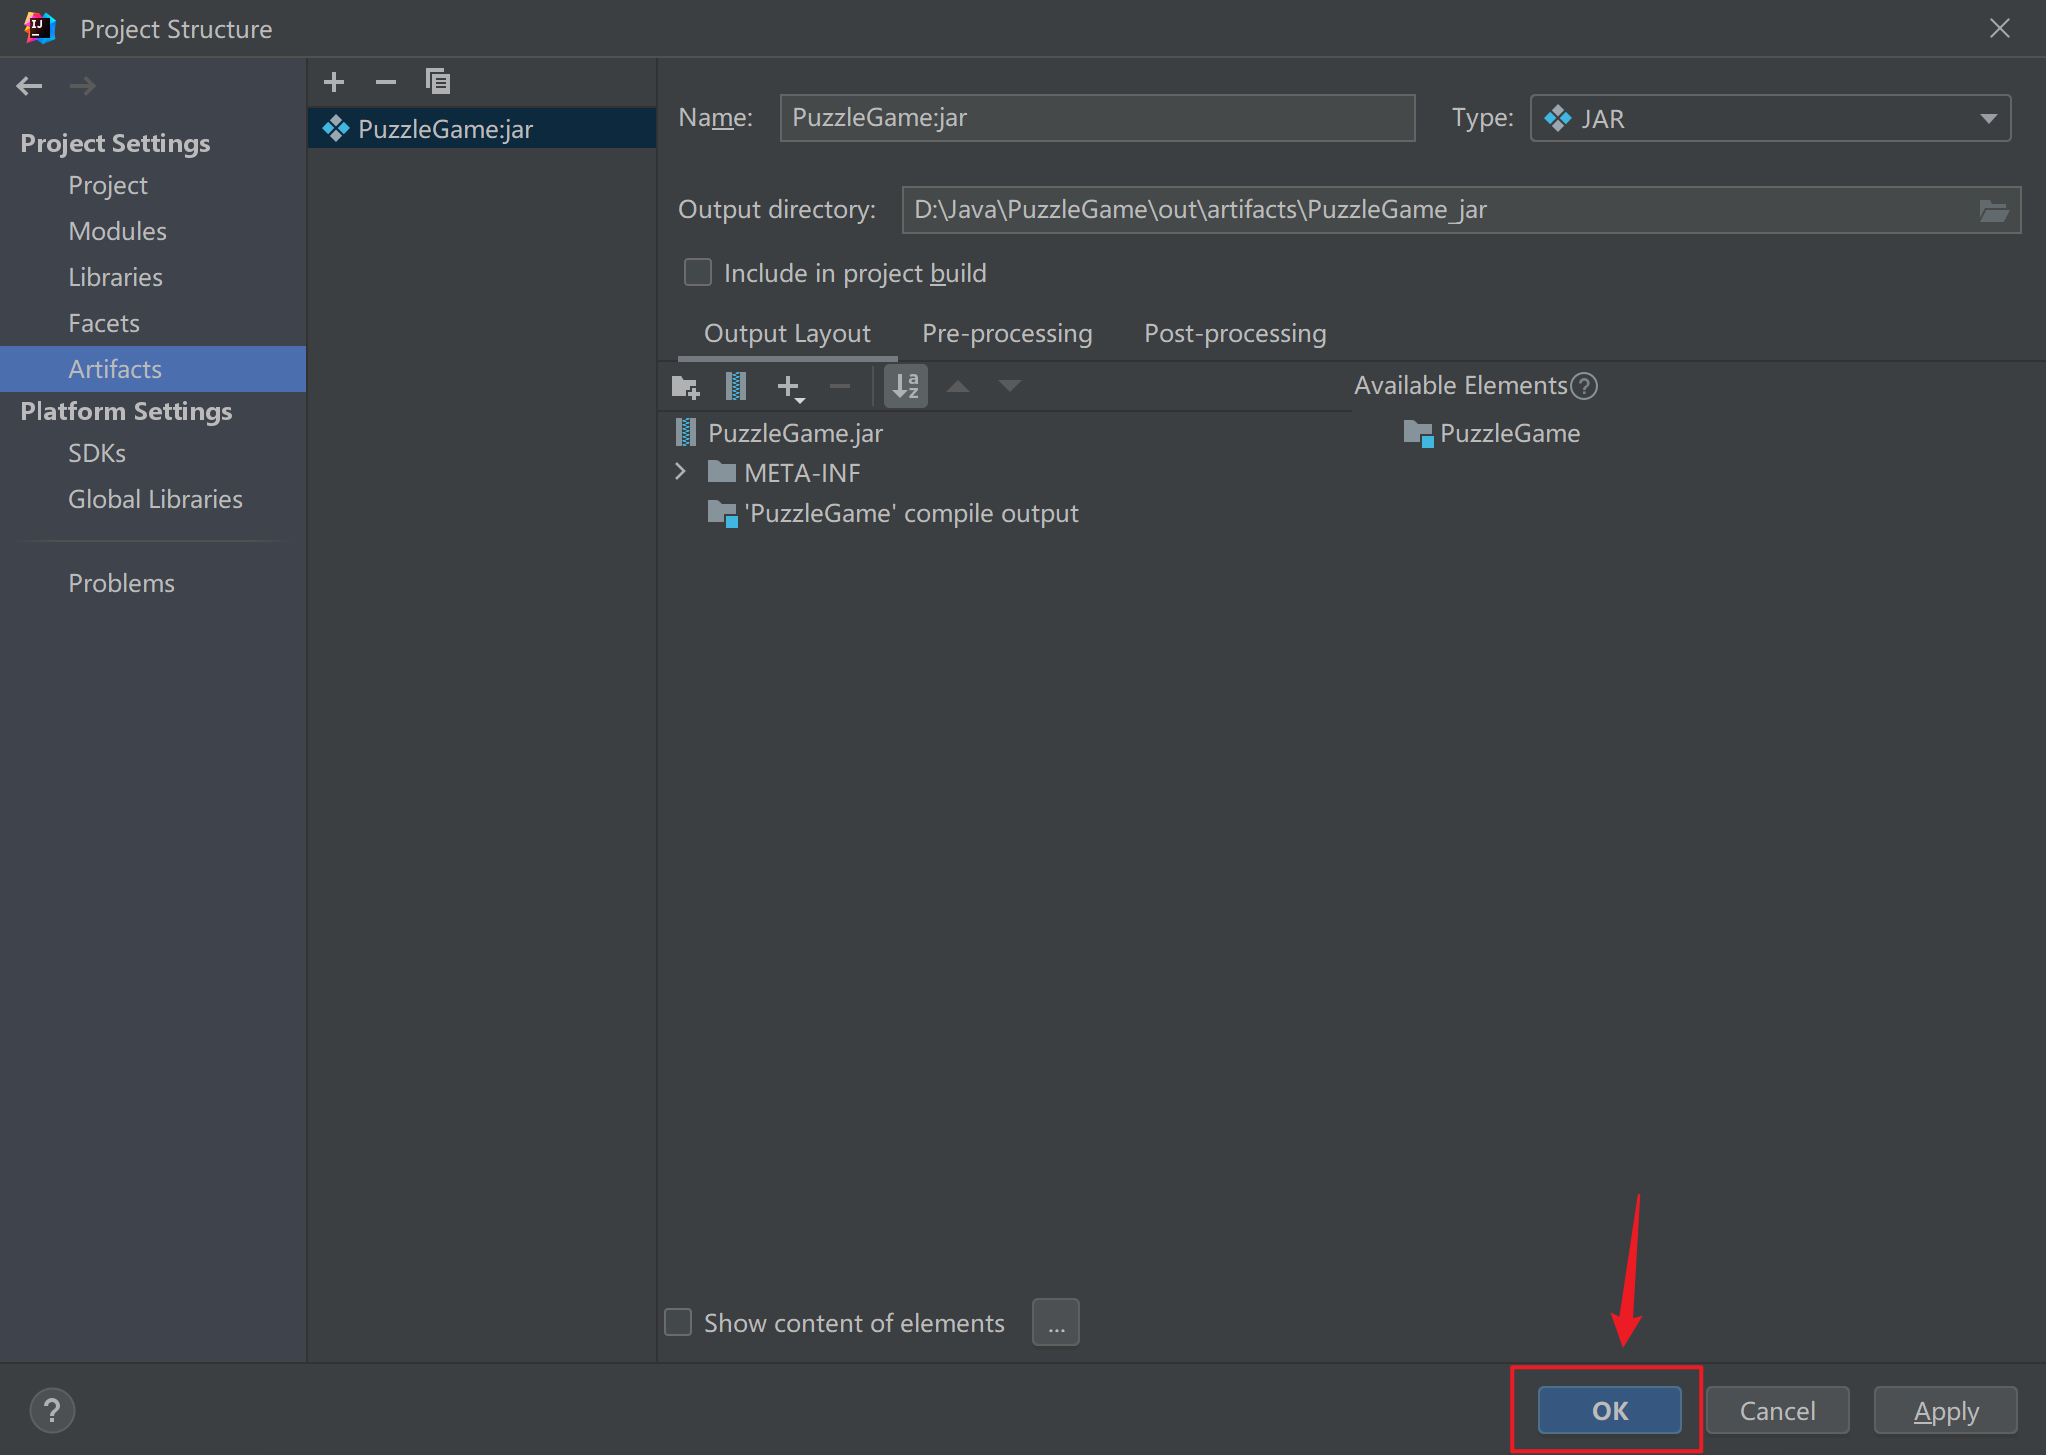 Project Structure
Project Settings
Project
Modules
Libraries
Facets
Artifacts
Platform Settings
SDKs
Global Libraries
Problems
PuzzleGame:jar
Name: PuzzleGame:jar Type: JAR
Output directory: D:\Java\PuzzleGame\out\artifacts\PuzzleGame_jar
Include in project build
Output Layout Pre-processing Post-processing
Available Elements
PuzzleGame.jar
META-INF
'PuzzleGame' compile output
PuzzleGame
Show content of elements ...
? OK Cancel Apply